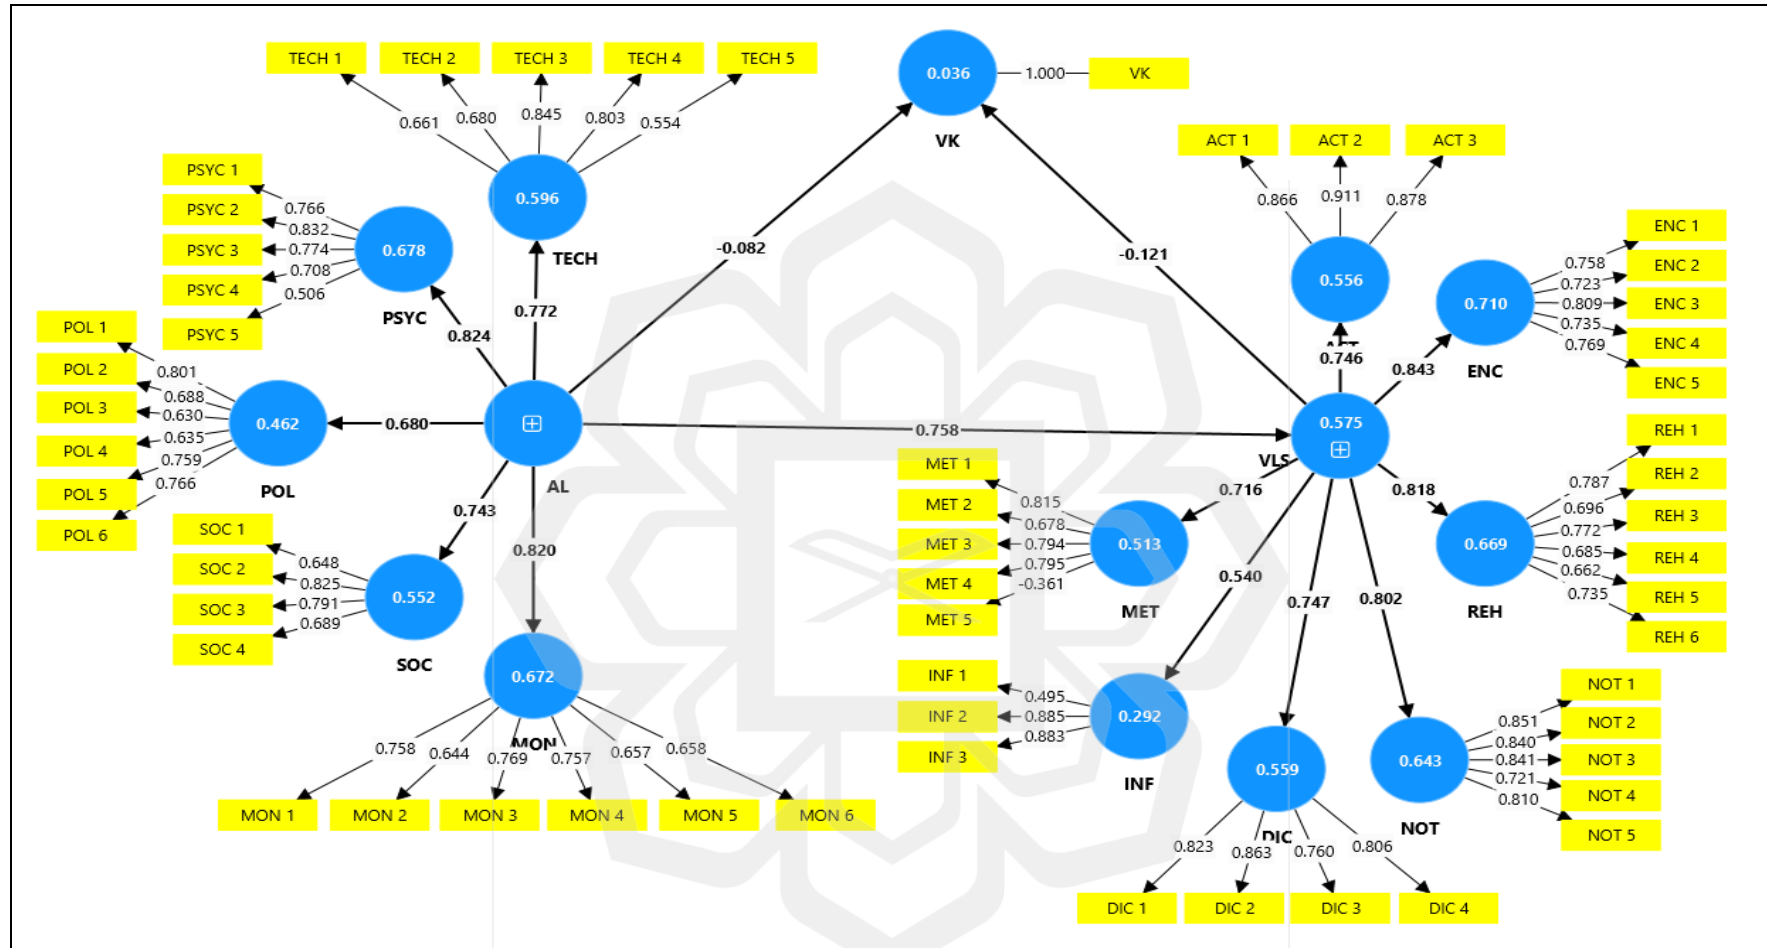 TECH 1
TECH 2
TECH 3
TECH 4
TECH 5
0.661
0.680
0.845
0.803
0.554
0.596
TECH
0.036
1.000
VK
VK
ACT 1
ACT 2
ACT 3
0.866
0.911
0.878
0.556
ACT
0.746
PSYC 1
PSYC 2
PSYC 3
PSYC 4
PSYC 5
0.766
0.832
0.774
0.708
0.506
0.678
PSYC
0.824
0.772
-0.082
-0.121
ENC 1
ENC 2
ENC 3
ENC 4
ENC 5
0.758
0.723
0.809
0.735
0.769
0.710
ENC
0.843
POL 1
POL 2
POL 3
POL 4
POL 5
POL 6
0.801
0.688
0.630
0.635
0.759
0.766
0.462
POL
0.680
AL
0.758
0.575
VLS
REH 1
REH 2
REH 3
REH 4
REH 5
REH 6
0.787
0.696
0.772
0.685
0.662
0.735
0.669
REH
0.818
SOC 1
SOC 2
SOC 3
SOC 4
0.648
0.825
0.791
0.689
0.552
SOC
0.743
0.820
MET 1
MET 2
MET 3
MET 4
MET 5
0.815
0.678
0.794
0.795
-0.361
0.513
MET
0.716
0.540
0.747
0.802
0.672
MON
0.758
0.644
0.769
0.757
0.657
0.658
MON 1
MON 2
MON 3
MON 4
MON 5
MON 6
INF 1
INF 2
INF 3
0.495
0.885
0.883
0.292
INF
0.559
DIC
0.823
0.863
0.760
0.806
DIC 1
DIC 2
DIC 3
DIC 4
0.643
NOT
0.851
0.840
0.841
0.721
0.810
NOT 1
NOT 2
NOT 3
NOT 4
NOT 5